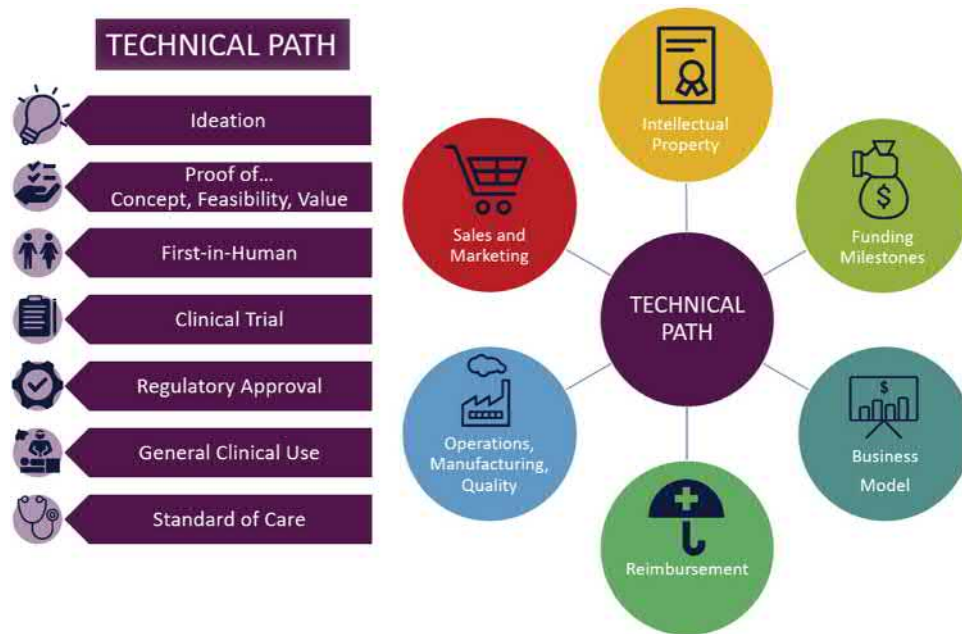 TECHNICAL PATH
Ideation
Proof of...
Concept, Feasibility, Value
First-in-Human
Clinical Trial
Regulatory Approval
General Clinical Use
Standard of Care
Intellectual
Property
$
Funding
Milestones
$
Business
Model
Reimbursement
Operations,
Manufacturing,
Quality
Sales and
Marketing
TECHNICAL
PATH